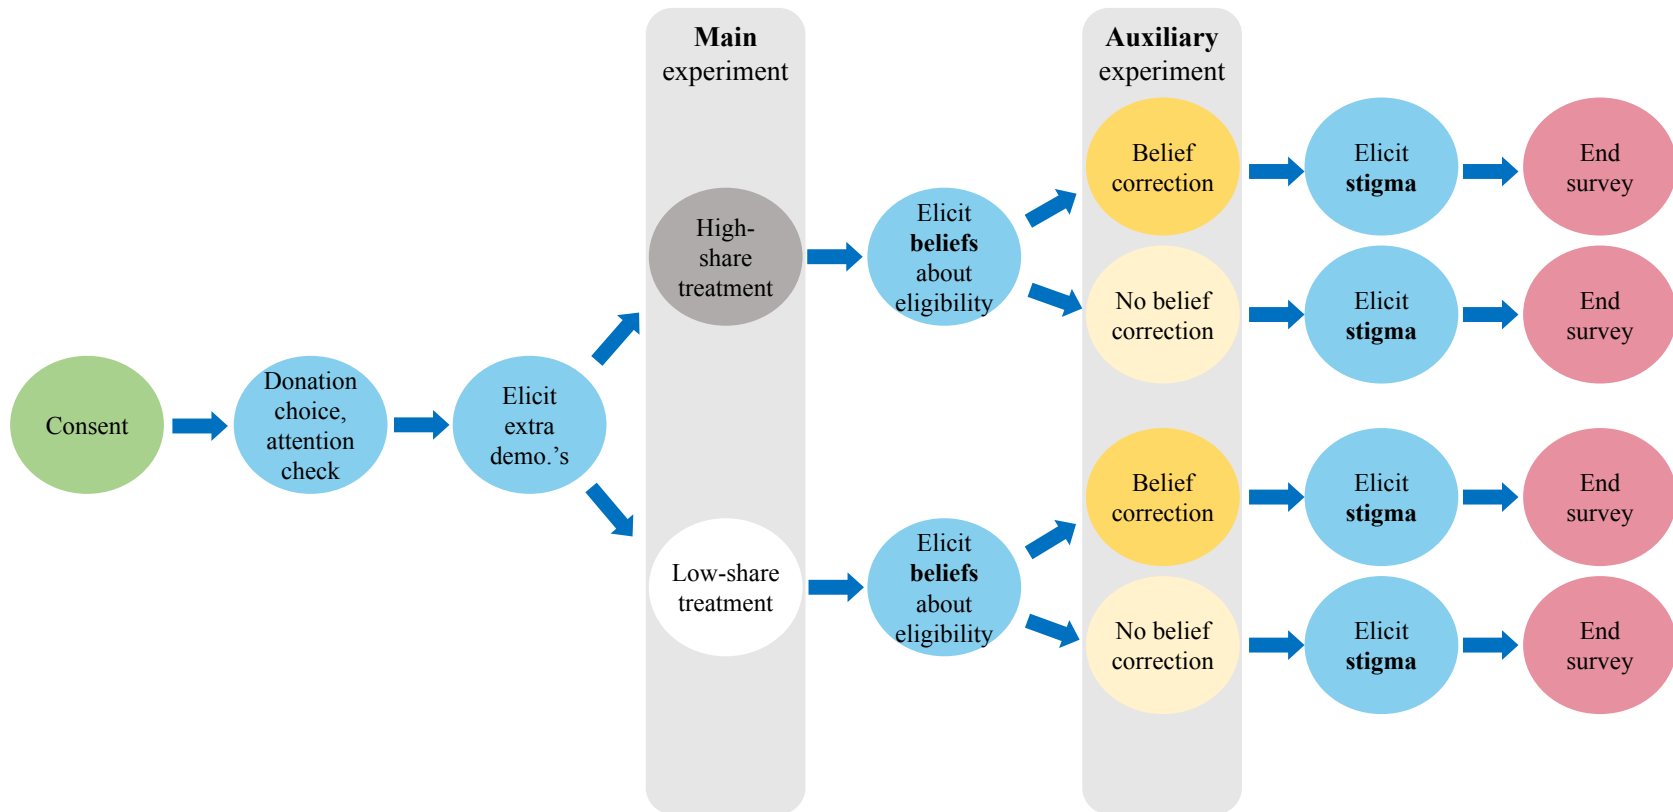 Main
experiment
Auxiliary
experiment
Consent
Donation
choice,
attention
check
Elicit
extra
demo.'s
High-
share
treatment
Elicit
beliefs
about
eligibility
Belief
correction
Elicit
stigma
End
survey
No belief
correction
Elicit
stigma
End
survey
Low-share
treatment
Elicit
beliefs
about
eligibility
Belief
correction
Elicit
stigma
End
survey
No belief
correction
Elicit
stigma
End
survey